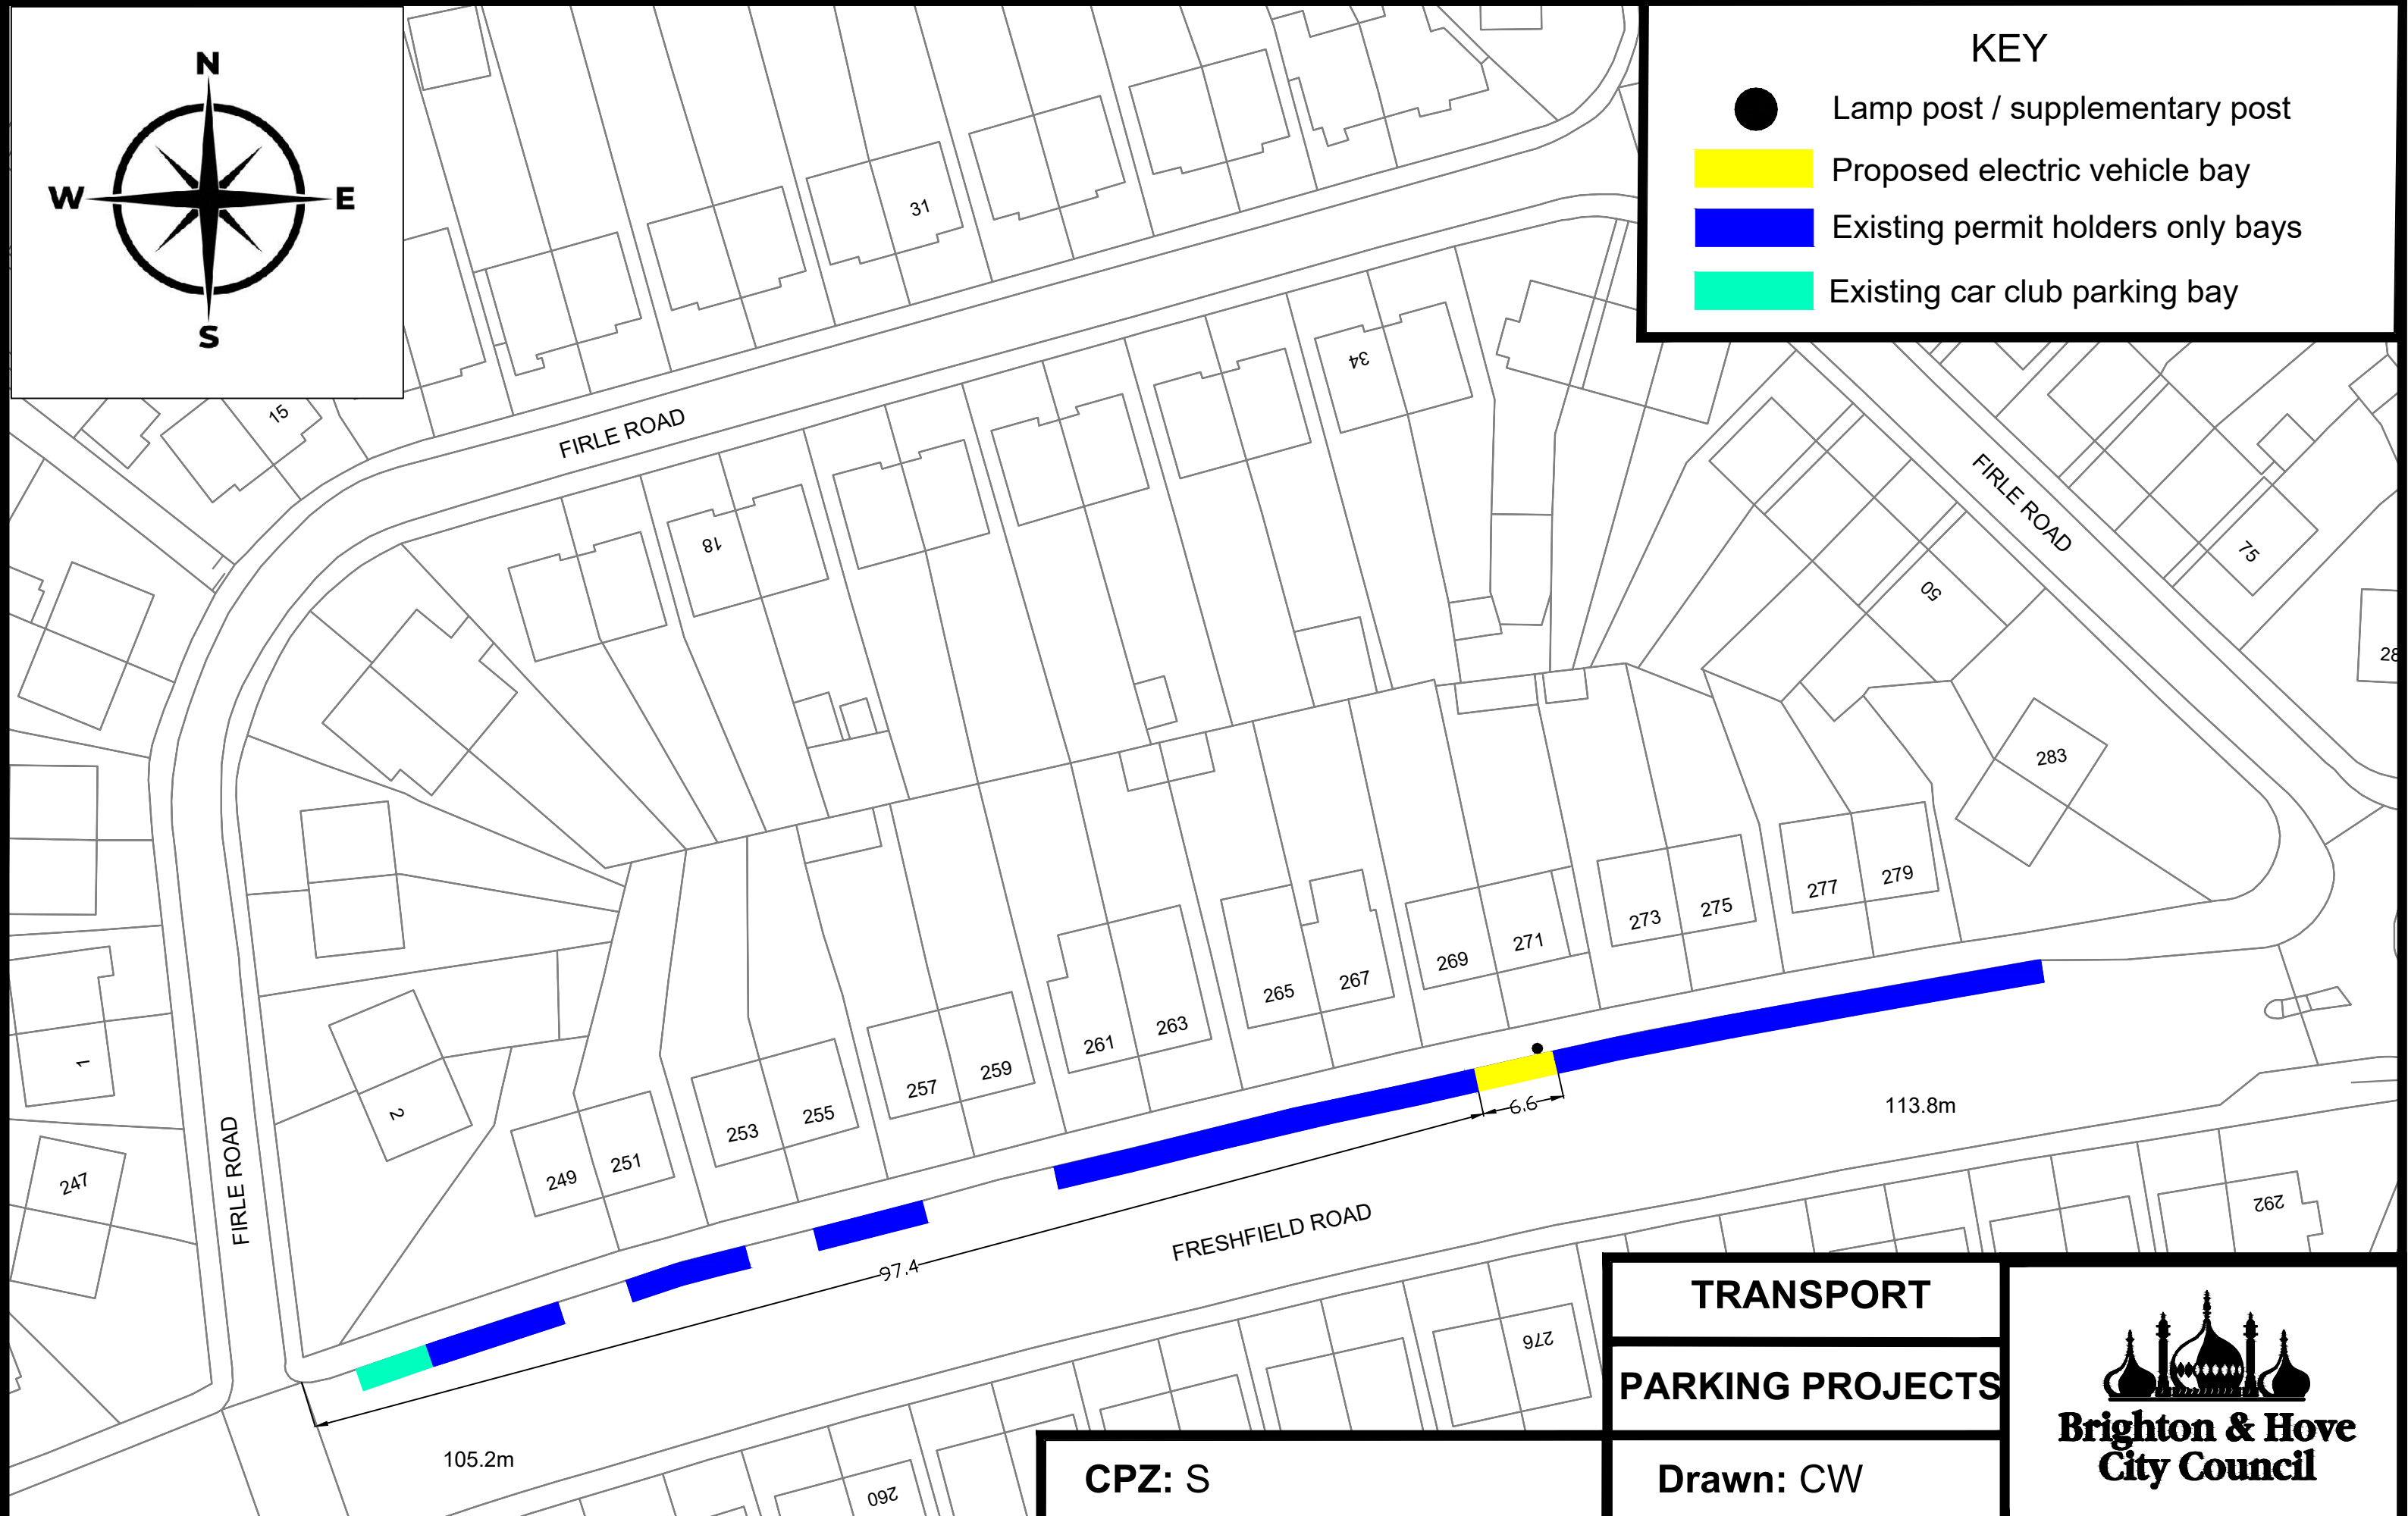 N
W
E
S
KEY
Lamp post / supplementary post
Proposed electric vehicle bay
Existing permit holders only bays
Existing car club parking bay
31
15
FIRLE ROAD
34
18
FIRLE ROAD
75
50
28
283
277
279
273
275
269
271
265
267
261
263
257
259
253
255
249
251
1
2
247
FIRLE ROAD
6.6
113.8m
97.4
FRESHFIELD ROAD
105.2m
292
276
260
TRANSPORT
PARKING PROJECTS
CPZ: S
Drawn: CW
Brighton & Hove
City Council